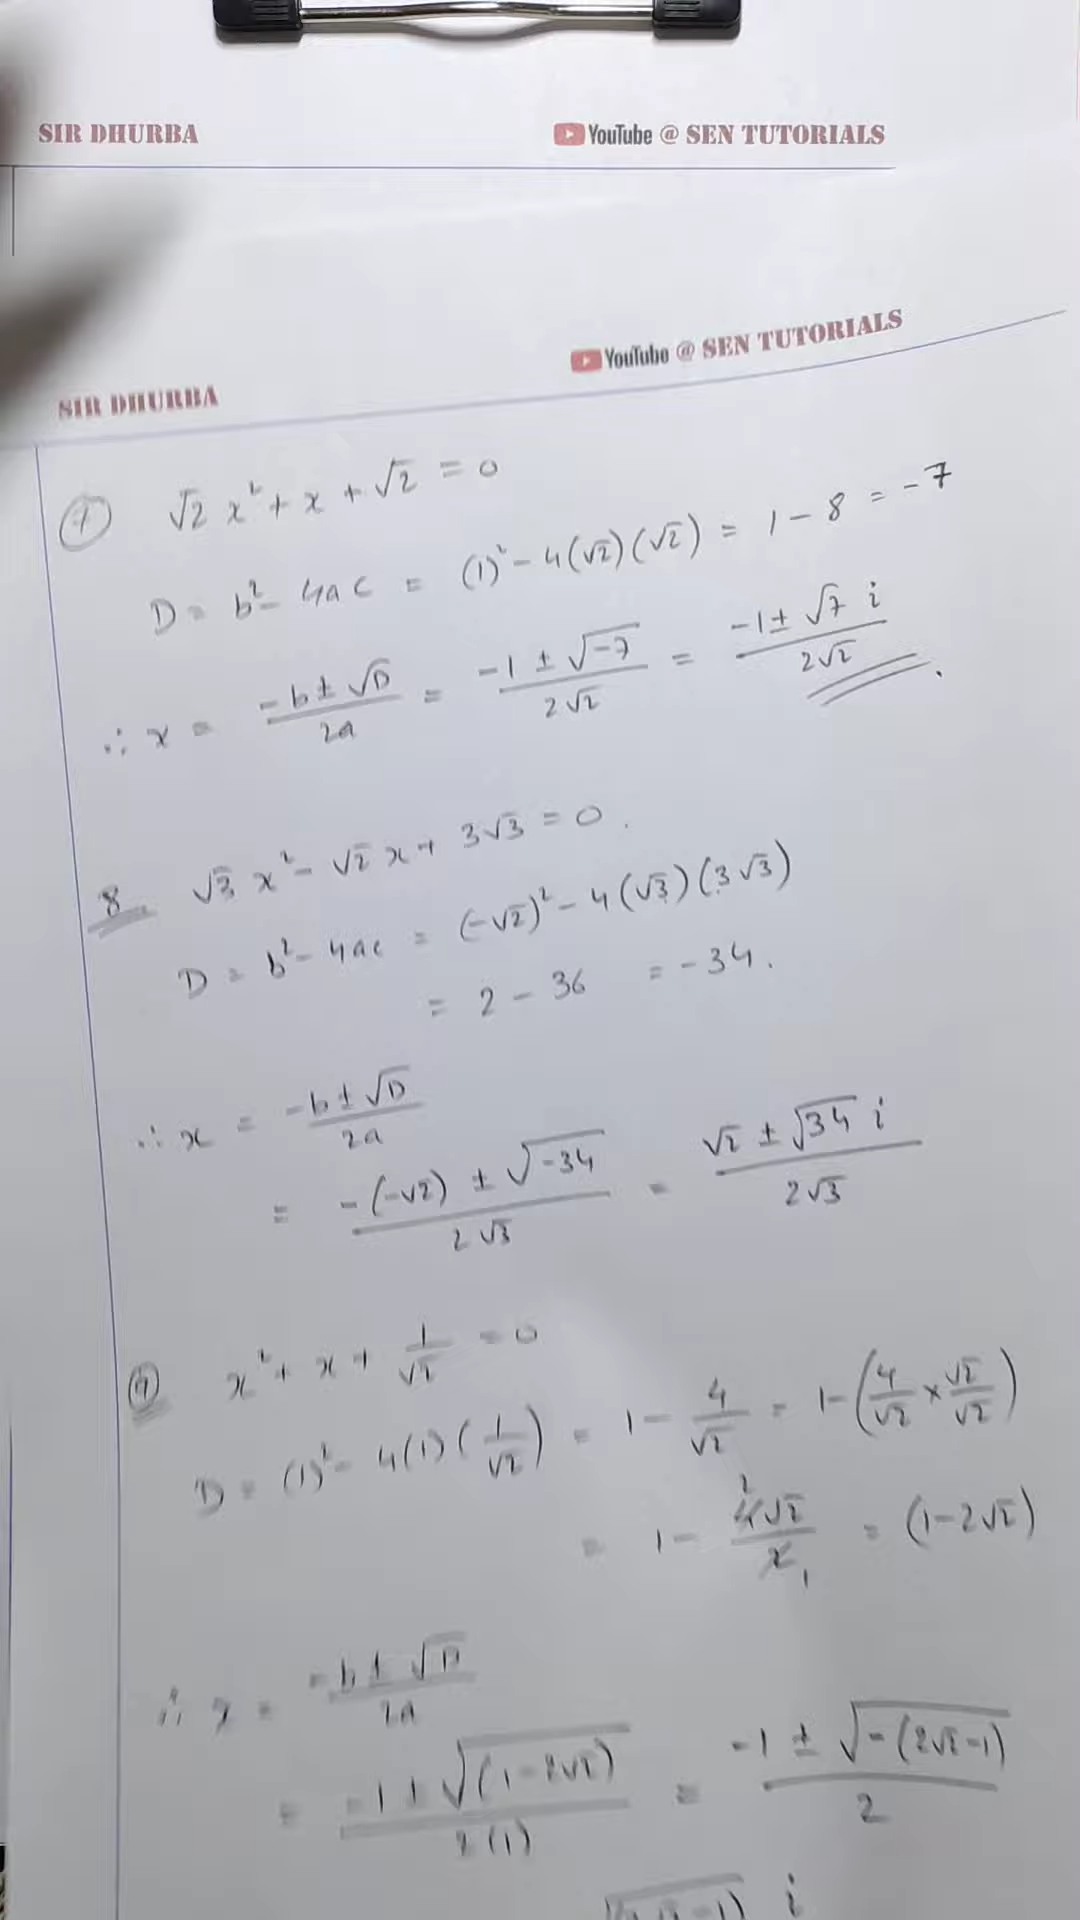 SIR DHURBA YouTube @ SEN TUTORIALS
SIR DHURBA YouTube @ SEN TUTORIALS
7 √2 x² + x + √2 = 0
D = b² - 4ac = (1)² - 4(√2)(√2) = 1 - 8 = -7
∴ x = (-b ± √D)/2a = (-1 ± √-7)/2√2 = (-1 ± √7 i)/2√2
8. √3 x² - √2 x + 3√3 = 0.
D = b² - 4ac = (-√2)² - 4(√3)(3√3)
= 2 - 36 = -34.
∴ x = (-b ± √D)/2a
= (-(-√2) ± √-34)/2√3 = (√2 ± √34 i)/2√3
9 x² + x + 1/√2 = 0
D = (1)² - 4(1)(1/√2) = 1 - 4/√2 = 1 - (4/√2 × √2/√2)
= 1 - 4√2/2 = (1-2√2)
∴ x = (-b ± √D)/2a
= (-1 ± √(1-2√2))/2(1) = (-1 ± √-(2√2-1))/2
i